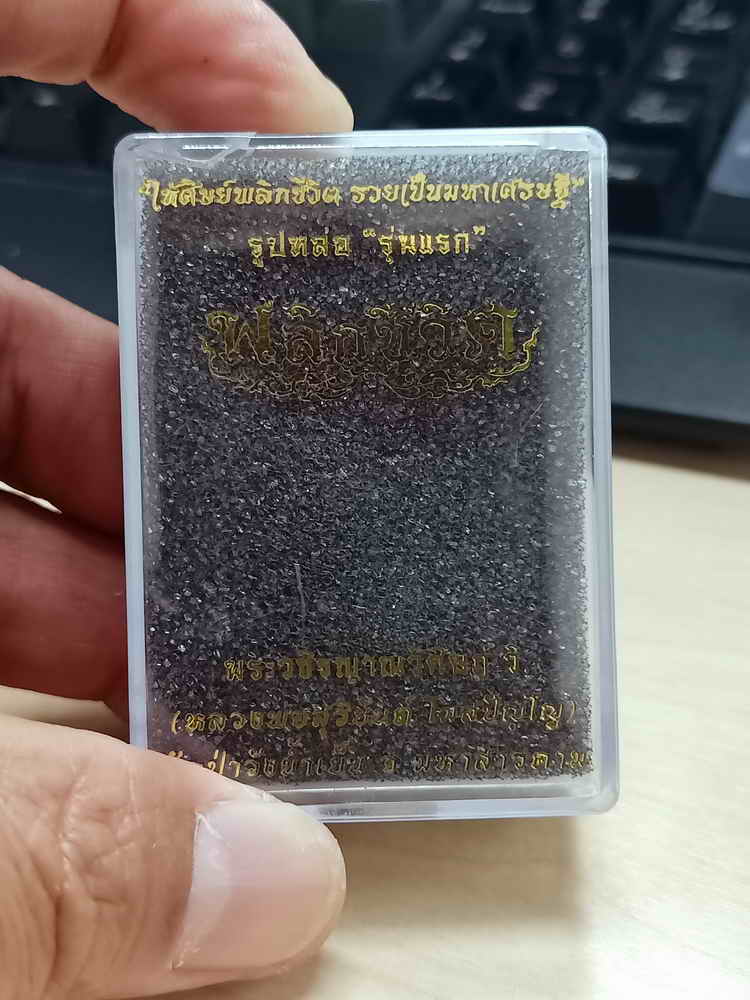 "ให้ศิษย์พลิกชีวิต รวยเป็นมหาเศรษฐี"
รูปหล่อ "รุ่นแรก"
พลิกชีวิต
(หลวงพ่อสุริยันต์ โฆสปัญโญ)
วัดป่าวังน้ำเย็น จ.มหาสารคาม